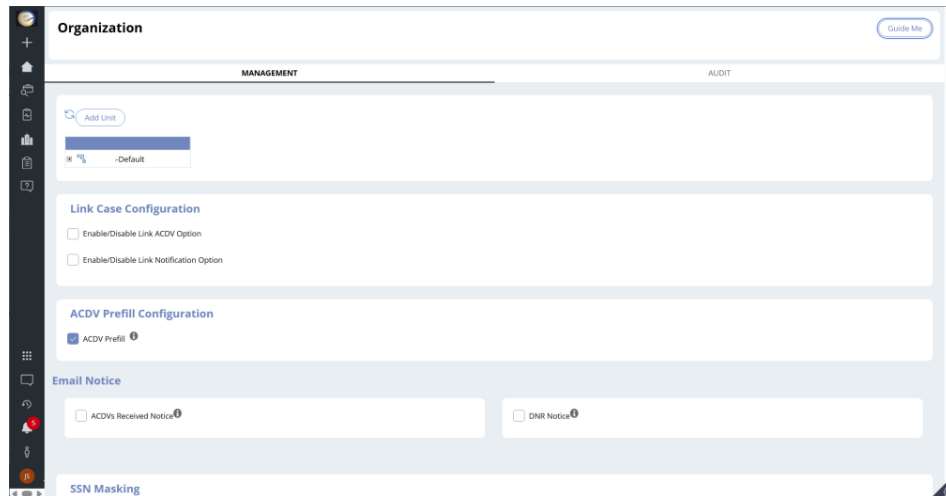 Organization
Guide Me
MANAGEMENT
AUDIT
Add Unit
-Default
Link Case Configuration
Enable/Disable Link ACDV Option
Enable/Disable Link Notification Option
ACDV Prefill Configuration
ACDV Prefill
Email Notice
ACDVs Received Notice
DNR Notice
5
JS
SSN Masking